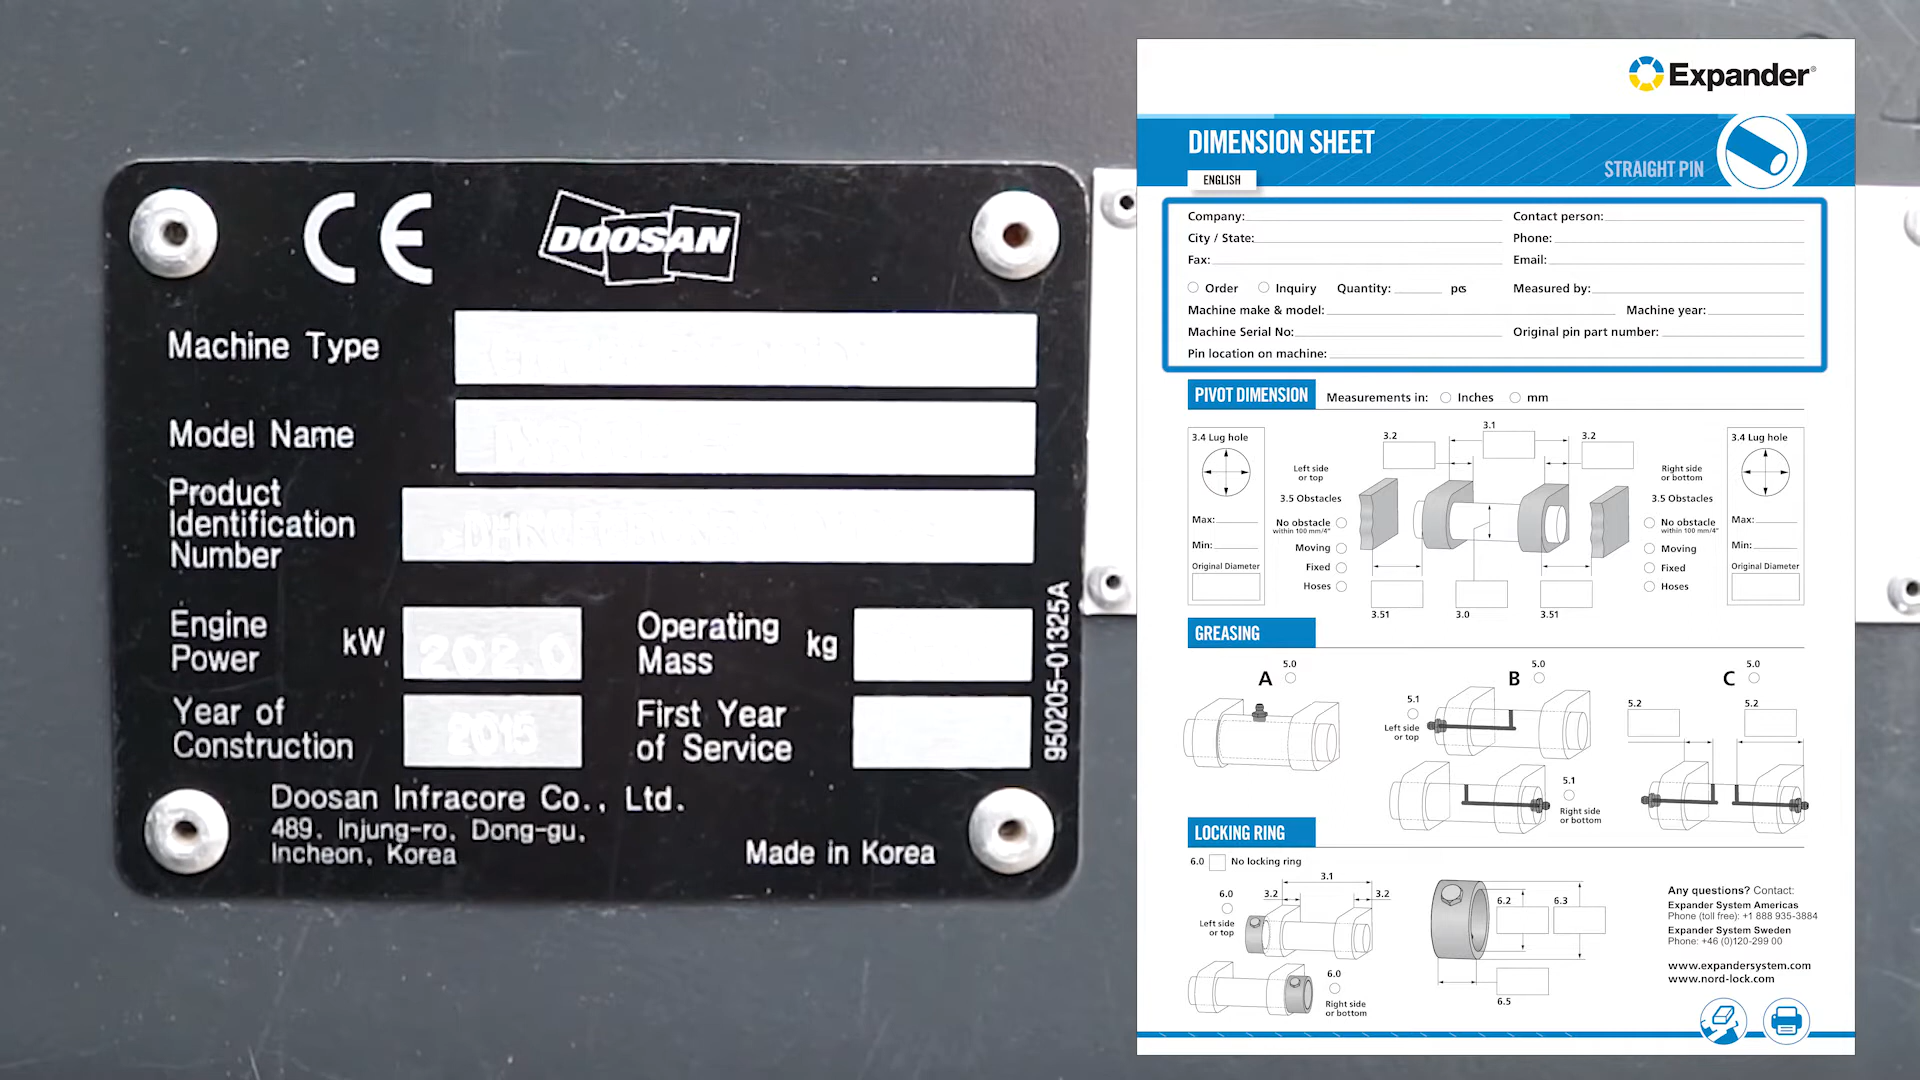 CE
DOOSAN
Machine Type
Model Name
Product
Identification
Number
Engine
Power
kW
202.0
Operating
Mass
kg
Year of
Construction
2015
First Year
of Service
950205-01325A
Doosan Infracore Co., Ltd.
489, Injung-ro, Dong-gu,
Incheon, Korea
Made in Korea
Expander®
DIMENSION SHEET
STRAIGHT PIN
ENGLISH
Company:
Contact person:
City / State:
Phone:
Fax:
Email:
Order
Inquiry
Quantity:
pcs
Measured by:
Machine make & model:
Machine year:
Machine Serial No:
Original pin part number:
Pin location on machine:
PIVOT DIMENSION
Measurements in:
Inches
mm
3.4 Lug hole
Max:
Min:
Original Diameter
Left side
or top
3.5 Obstacles
No obstacle
within 100 mm/4"
Moving
Fixed
Hoses
3.2
3.1
3.2
3.51
3.0
3.51
Right side
or bottom
3.5 Obstacles
No obstacle
within 100 mm/4"
Moving
Fixed
Hoses
3.4 Lug hole
Max:
Min:
Original Diameter
GREASING
A
5.0
B
5.0
5.1
Left side
or top
5.1
Right side
or bottom
C
5.0
5.2
5.2
LOCKING RING
6.0
No locking ring
6.0
Left side
or top
3.2
3.1
3.2
6.0
Right side
or bottom
6.2
6.3
6.5
Any questions? Contact:
Expander System Americas
Phone (toll free): +1 888 935-3884
Expander System Sweden
Phone: +46 (0)120-299 00
www.expandersystem.com
www.nord-lock.com